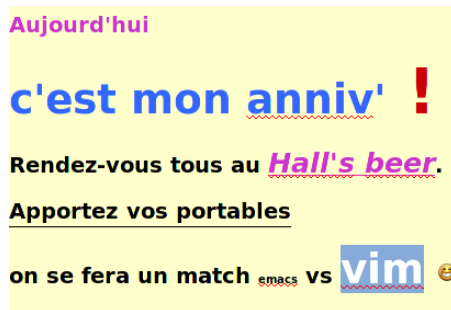 Aujourd'hui
c'est mon anniv' !
Rendez-vous tous au Hall's beer.
Apportez vos portables
on se fera un match emacs vs vim 😄